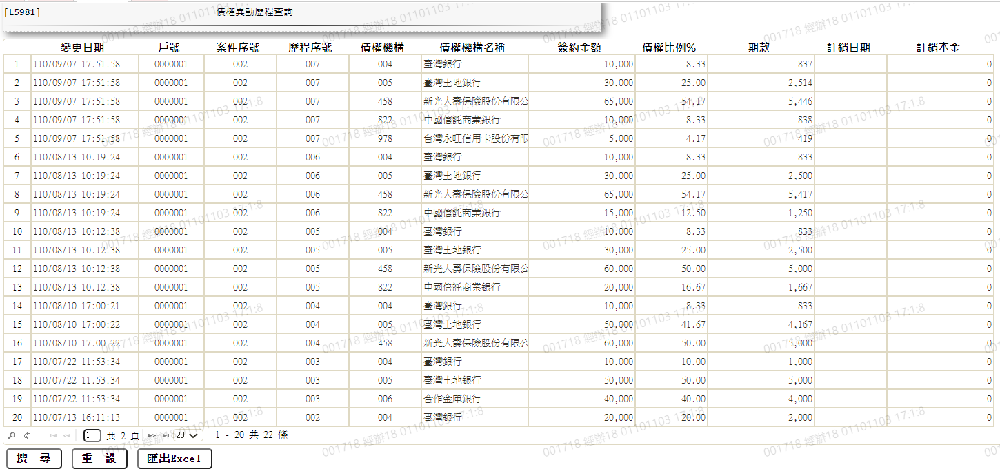 [L5981] 債權異動歷程查詢
變更日期 戶號 案件序號 歷程序號 債權機構 債權機構名稱 簽約金額 債權比例% 期款 註銷日期 註銷本金
1 110/09/07 17:51:58 0000001 002 007 004 臺灣銀行 10,000 8.33 837 0
2 110/09/07 17:51:58 0000001 002 007 005 臺灣土地銀行 30,000 25.00 2,514 0
3 110/09/07 17:51:58 0000001 002 007 458 新光人壽保險股份有限公 65,000 54.17 5,446 0
4 110/09/07 17:51:58 0000001 002 007 822 中國信託商業銀行 10,000 8.33 838 0
5 110/09/07 17:51:58 0000001 002 007 978 台灣永旺信用卡股份有限 5,000 4.17 419 0
6 110/08/13 10:19:24 0000001 002 006 004 臺灣銀行 10,000 8.33 833 0
7 110/08/13 10:19:24 0000001 002 006 005 臺灣土地銀行 30,000 25.00 2,500 0
8 110/08/13 10:19:24 0000001 002 006 458 新光人壽保險股份有限公 65,000 54.17 5,417 0
9 110/08/13 10:19:24 0000001 002 006 822 中國信託商業銀行 15,000 12.50 1,250 0
10 110/08/13 10:12:38 0000001 002 005 004 臺灣銀行 10,000 8.33 833 0
11 110/08/13 10:12:38 0000001 002 005 005 臺灣土地銀行 30,000 25.00 2,500 0
12 110/08/13 10:12:38 0000001 002 005 458 新光人壽保險股份有限公 60,000 50.00 5,000 0
13 110/08/13 10:12:38 0000001 002 005 822 中國信託商業銀行 20,000 16.67 1,667 0
14 110/08/10 17:00:21 0000001 002 004 004 臺灣銀行 10,000 8.33 833 0
15 110/08/10 17:00:22 0000001 002 004 005 臺灣土地銀行 50,000 41.67 4,167 0
16 110/08/10 17:00:22 0000001 002 004 458 新光人壽保險股份有限公 60,000 50.00 5,000 0
17 110/07/22 11:53:34 0000001 002 003 004 臺灣銀行 10,000 10.00 1,000 0
18 110/07/22 11:53:34 0000001 002 003 005 臺灣土地銀行 50,000 50.00 5,000 0
19 110/07/22 11:53:34 0000001 002 003 006 合作金庫銀行 40,000 40.00 4,000 0
20 110/07/13 16:11:13 0000001 002 002 004 臺灣銀行 20,000 20.00 2,000 0
1 共 2 頁 20 1 - 20 共 22 條
搜 尋 重 設 匯出Excel
001718 經辦18 01101103 17:1:8